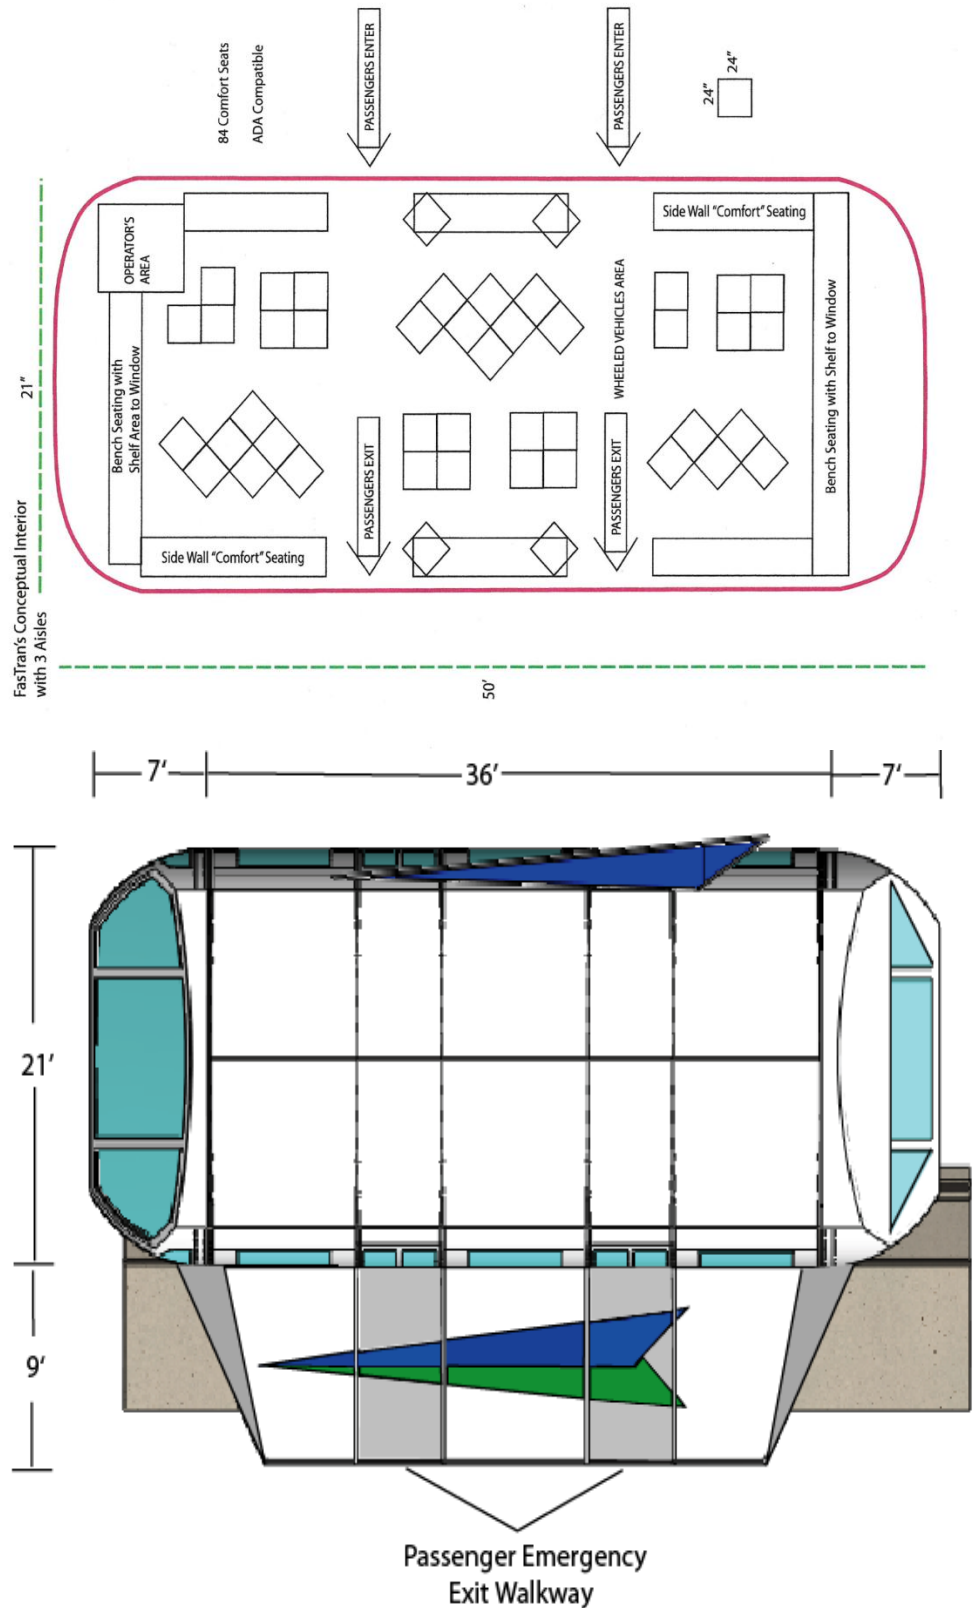 84 Comfort Seats
ADA Compatible
PASSENGERS ENTER
PASSENGERS ENTER
24"
24"
Side Wall "Comfort" Seating
OPERATOR'S
AREA
WHEELED VEHICLES AREA
21"
Bench Seating with
Shelf Area to Window
Bench Seating with Shelf to Window
PASSENGERS EXIT
PASSENGERS EXIT
Side Wall "Comfort" Seating
FasTran's Conceptual Interior
with 3 Aisles
50'
7'
36'
7'
21'
9'
Passenger Emergency
Exit Walkway